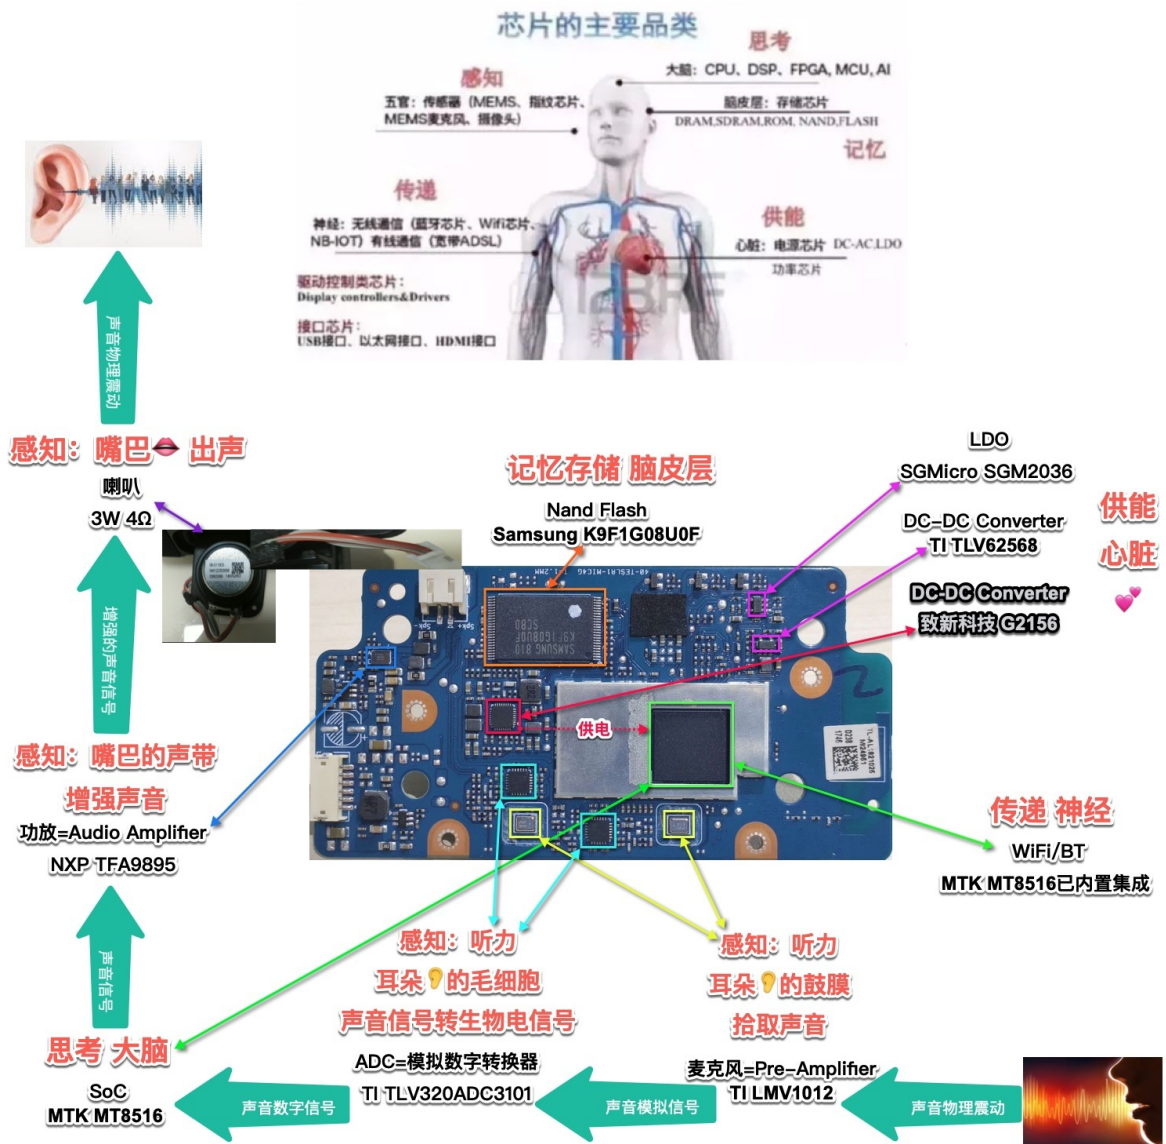 芯片的主要品类
思考
大脑：CPU、DSP、FPGA, MCU, AI
感知
五官：传感器（MEMS、指纹芯片、
MEMS麦克风、摄像头）
脑皮层：存储芯片
DRAM,SDRAM,ROM, NAND,FLASH
记忆
传递
神经：无线通信（蓝牙芯片、Wifi芯片、
NB-IOT）有线通信（宽带ADSL）
供能
心脏：电源芯片 DC-AC,LDO
功率芯片
驱动控制类芯片：
Display controllers&Drivers
接口芯片：
USB接口、以太网接口、HDMI接口
123RF
声音物理震动
感知：嘴巴👄 出声
喇叭
3W 4Ω
增强的声音信号
感知：嘴巴的声带
增强声音
功放=Audio Amplifier
NXP TFA9895
声音信号
思考 大脑
SoC
MTK MT8516
记忆存储 脑皮层
Nand Flash
Samsung K9F1G08U0F
LDO
SGMicro SGM2036
DC-DC Converter
TI TLV62568
DC-DC Converter
致新科技 G2156
供能
心脏
💕
40-TESLA1-MIC4G
1.2MM
SAMSUNG 810
K9F1G08U0F
SCB0
Spk-
Spk+
供电
传递 神经
WiFi/BT
MTK MT8516已内置集成
感知：听力
耳朵👂的毛细胞
声音信号转生物电信号
ADC=模拟数字转换器
TI TLV320ADC3101
感知：听力
耳朵👂的鼓膜
拾取声音
麦克风=Pre-Amplifier
TI LMV1012
声音数字信号
声音模拟信号
声音物理震动